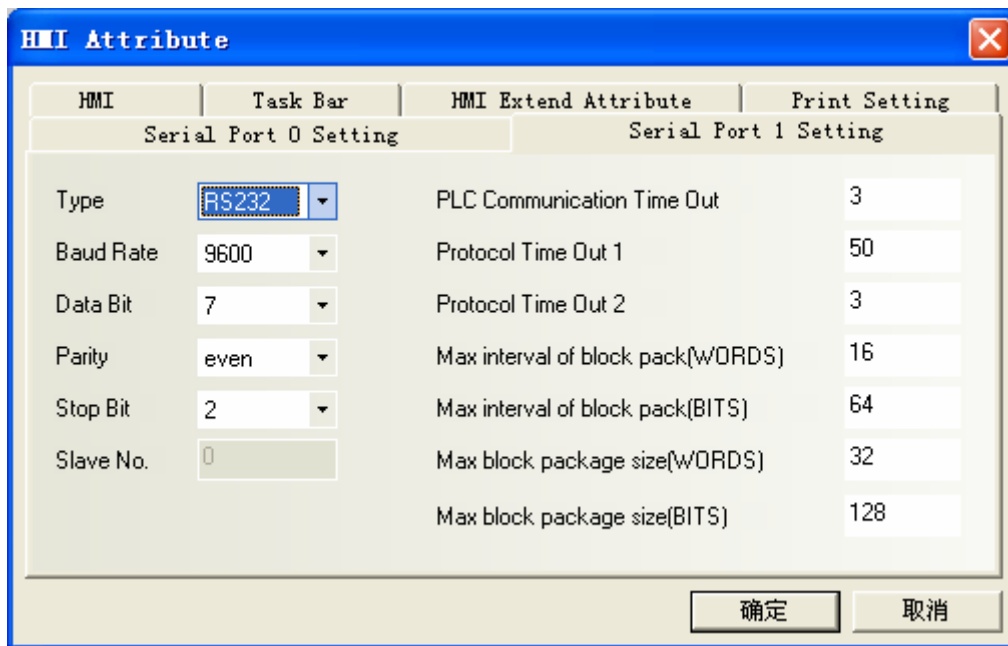 HMI Attribute
HMI Task Bar HMI Extend Attribute Print Setting
Serial Port 0 Setting Serial Port 1 Setting
Type RS232 PLC Communication Time Out 3
Baud Rate 9600 Protocol Time Out 1 50
Data Bit 7 Protocol Time Out 2 3
Parity even Max interval of block pack(WORDS) 16
Stop Bit 2 Max interval of block pack(BITS) 64
Slave No. 0 Max block package size(WORDS) 32
Max block package size(BITS) 128
确定 取消